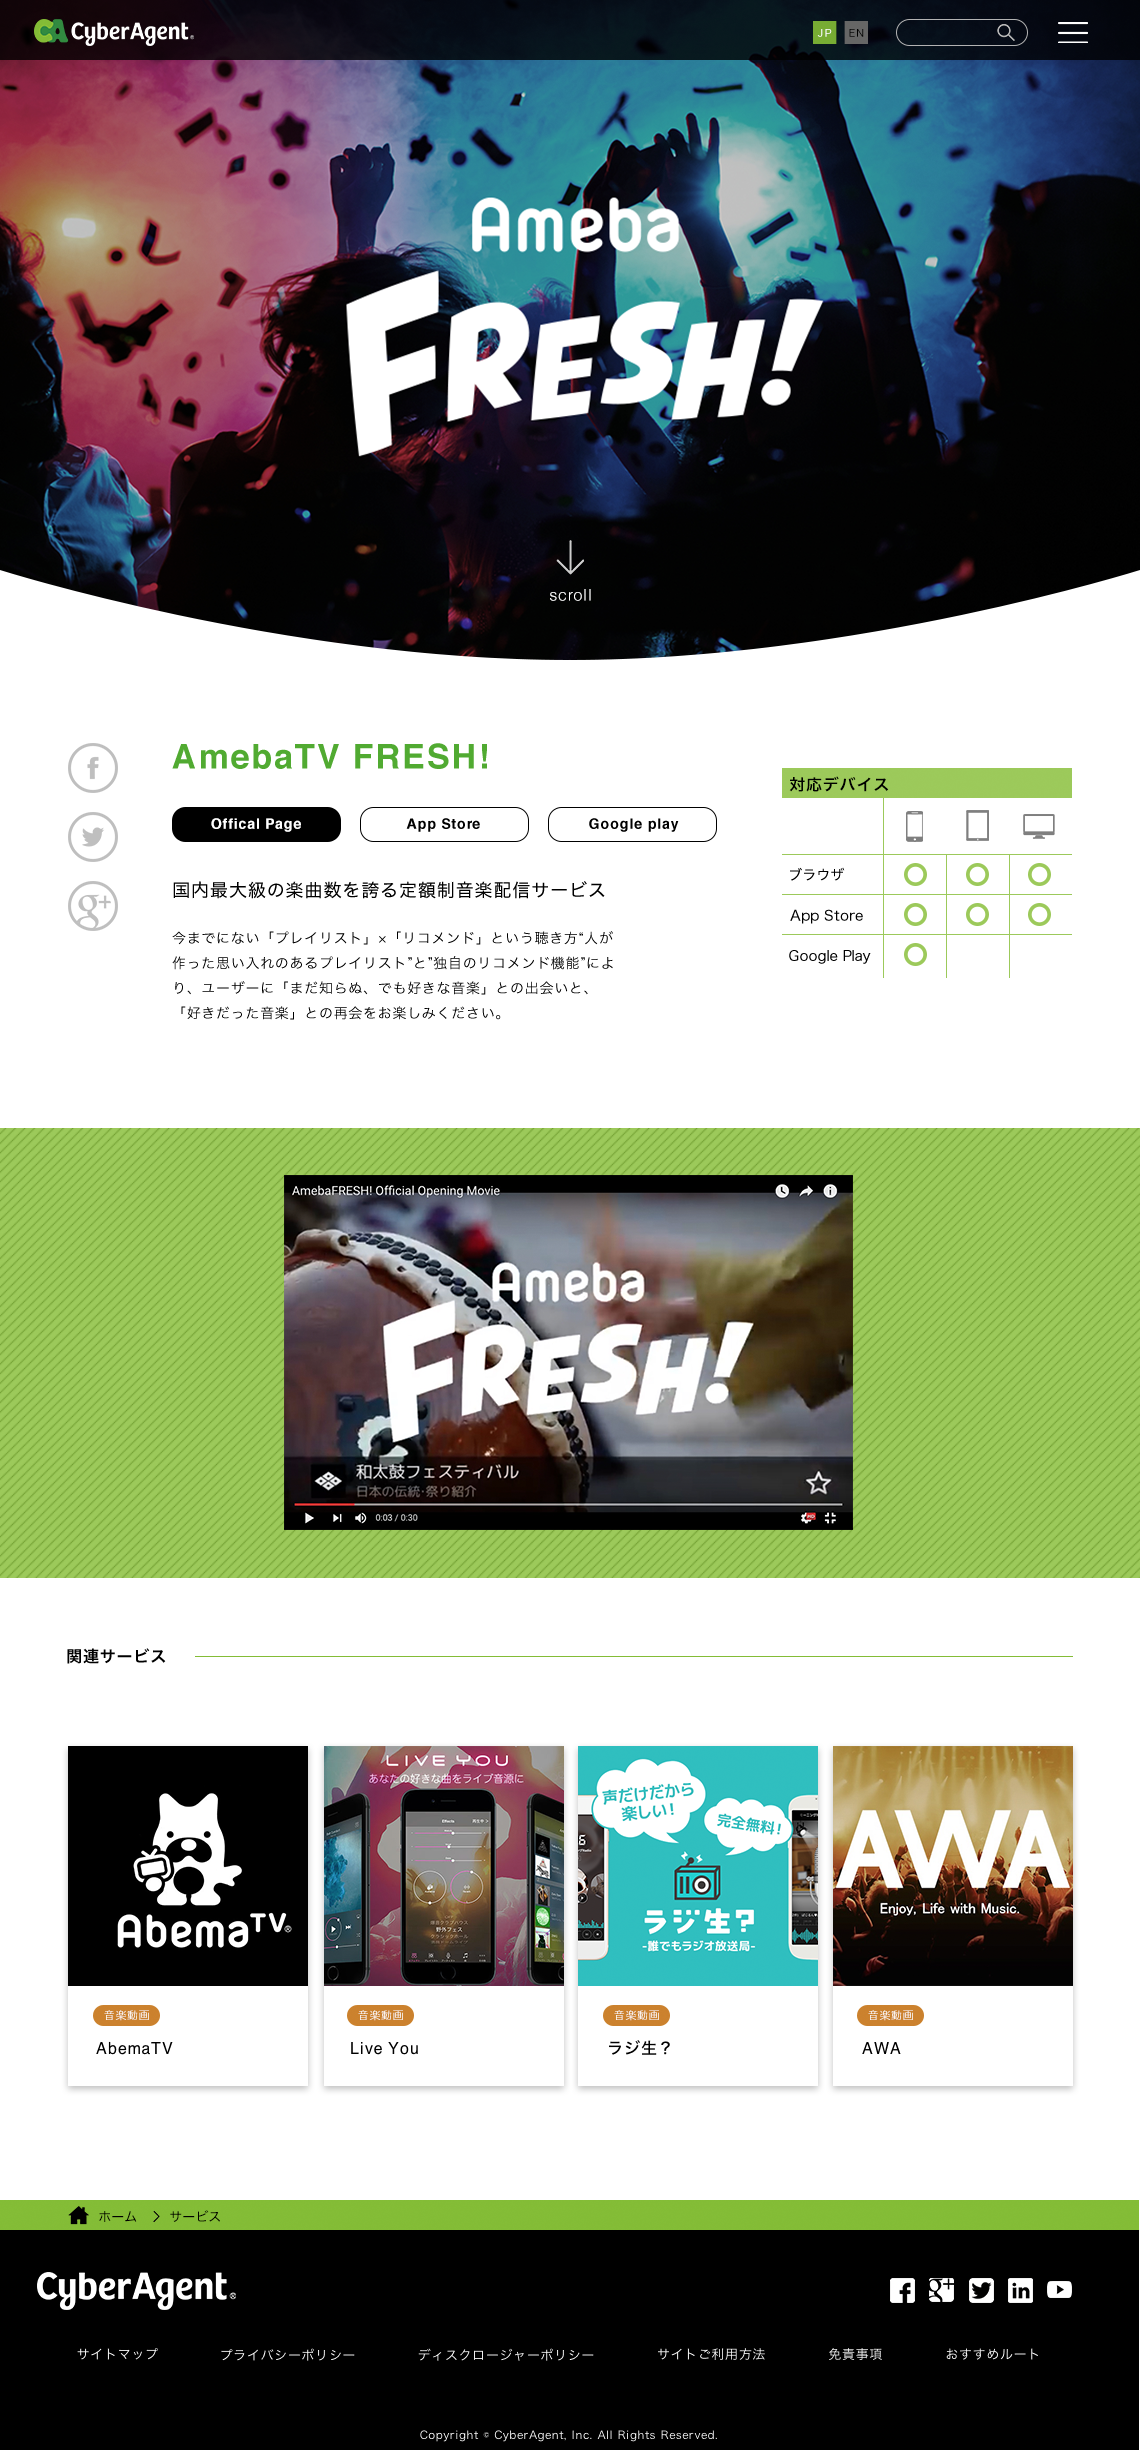 CyberAgent.
JP EN
Ameba
FRESH!
scroll
AmebaTV FRESH!
Offical Page
App Store
Google play
国内最大級の楽曲数を誇る定額制音楽配信サービス
今までにない「プレイリスト」×「リコメンド」という聴き方“人が
作った思い入れのあるプレイリスト”と”独自のリコメンド機能”によ
り、ユーザーに「まだ知らぬ、でも好きな音楽」との出会いと、
「好きだった音楽」との再会をお楽しみください。
対応デバイス
ブラウザ
App Store
Google Play
AmebaFRESH! Official Opening Movie
Ameba
FRESH!
和太鼓フェスティバル
日本の伝統・祭り紹介
0:03 / 0:30
関連サービス
AbemaTV®
音楽動画
AbemaTV
LIVE YOU
あなたの好きな曲をライブ音源に
Effects
野外フェス
音楽動画
Live You
声だけだから
楽しい!
完全無料!
ラジ生?
-誰でもラジオ放送局-
音楽動画
ラジ生？
AWA
Enjoy, Life with Music.
音楽動画
AWA
ホーム > サービス
CyberAgent®
サイトマップ
プライバシーポリシー
ディスクロージャーポリシー
サイトご利用方法
免責事項
おすすめルート
Copyright © CyberAgent, Inc. All Rights Reserved.